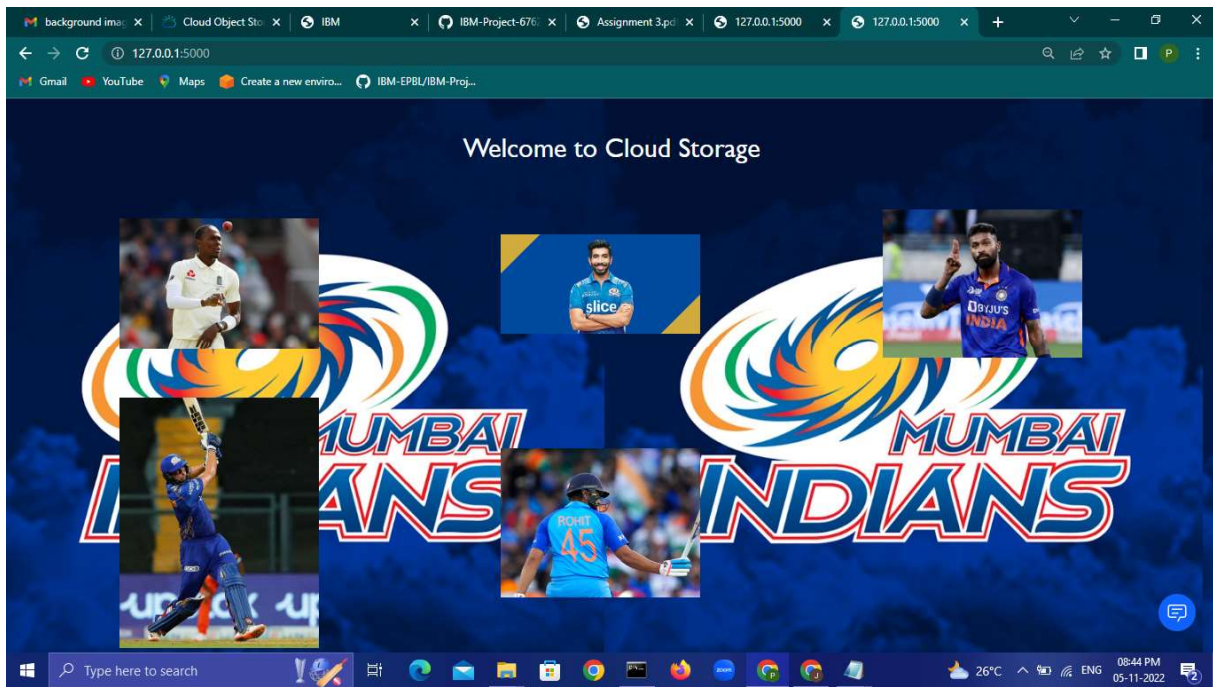 background imag
Cloud Object Sto
IBM
IBM-Project-676
Assignment 3.pd
127.0.0.1:5000
127.0.0.1:5000
127.0.0.1:5000
P
Gmail
YouTube
Maps
Create a new enviro...
IBM-EPBL/IBM-Proj...
Welcome to Cloud Storage
slice
BYJU'S
INDIA
MUMBAI
INDIANS
MUMBAI
INDIANS
ROHIT
45
Type here to search
zoom
26°C
ENG
08:44 PM
05-11-2022
2